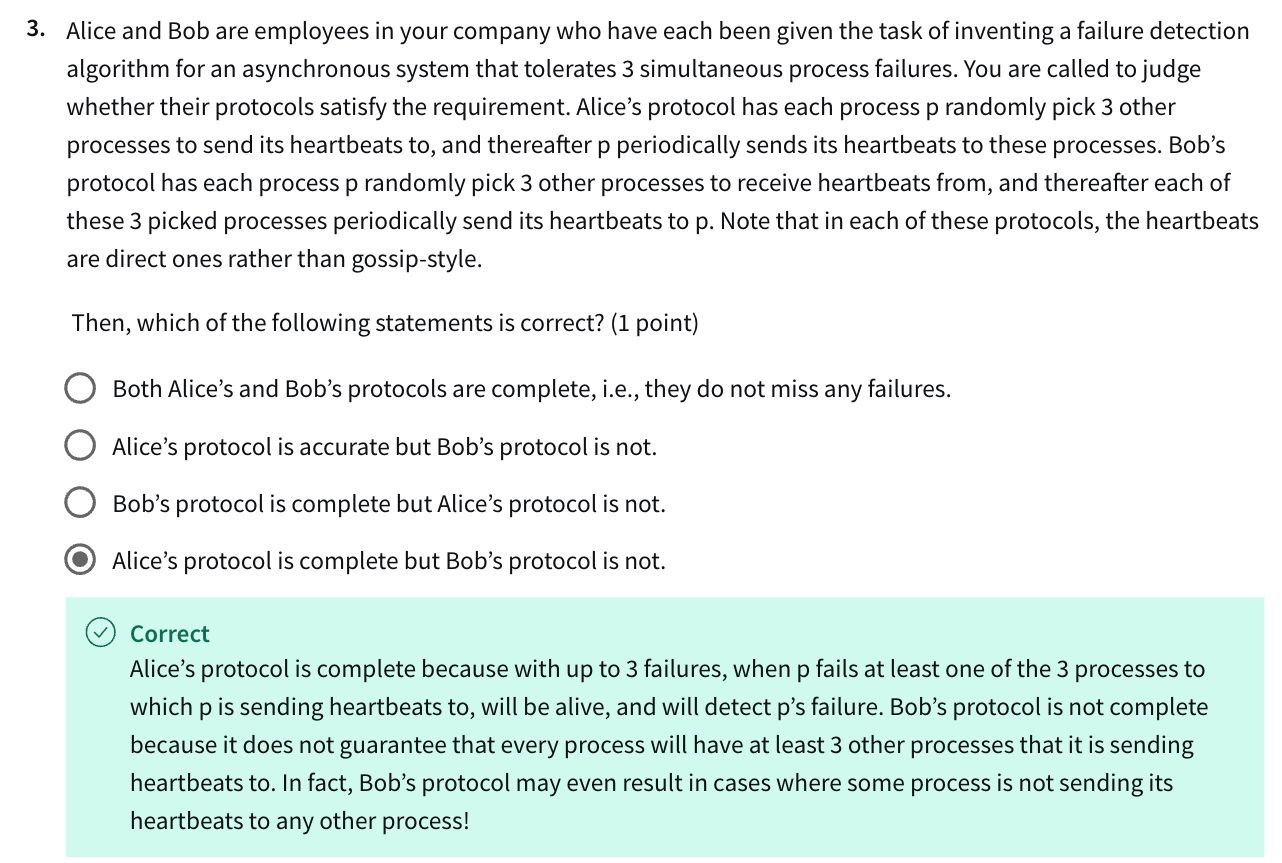 3. Alice and Bob are employees in your company who have each been given the task of inventing a failure detection
algorithm for an asynchronous system that tolerates 3 simultaneous process failures. You are called to judge
whether their protocols satisfy the requirement. Alice’s protocol has each process p randomly pick 3 other
processes to send its heartbeats to, and thereafter p periodically sends its heartbeats to these processes. Bob’s
protocol has each process p randomly pick 3 other processes to receive heartbeats from, and thereafter each of
these 3 picked processes periodically send its heartbeats to p. Note that in each of these protocols, the heartbeats
are direct ones rather than gossip-style.
Then, which of the following statements is correct? (1 point)
Both Alice’s and Bob’s protocols are complete, i.e., they do not miss any failures.
Alice’s protocol is accurate but Bob’s protocol is not.
Bob’s protocol is complete but Alice’s protocol is not.
Alice’s protocol is complete but Bob’s protocol is not.
Correct
Alice’s protocol is complete because with up to 3 failures, when p fails at least one of the 3 processes to
which p is sending heartbeats to, will be alive, and will detect p’s failure. Bob’s protocol is not complete
because it does not guarantee that every process will have at least 3 other processes that it is sending
heartbeats to. In fact, Bob’s protocol may even result in cases where some process is not sending its
heartbeats to any other process!